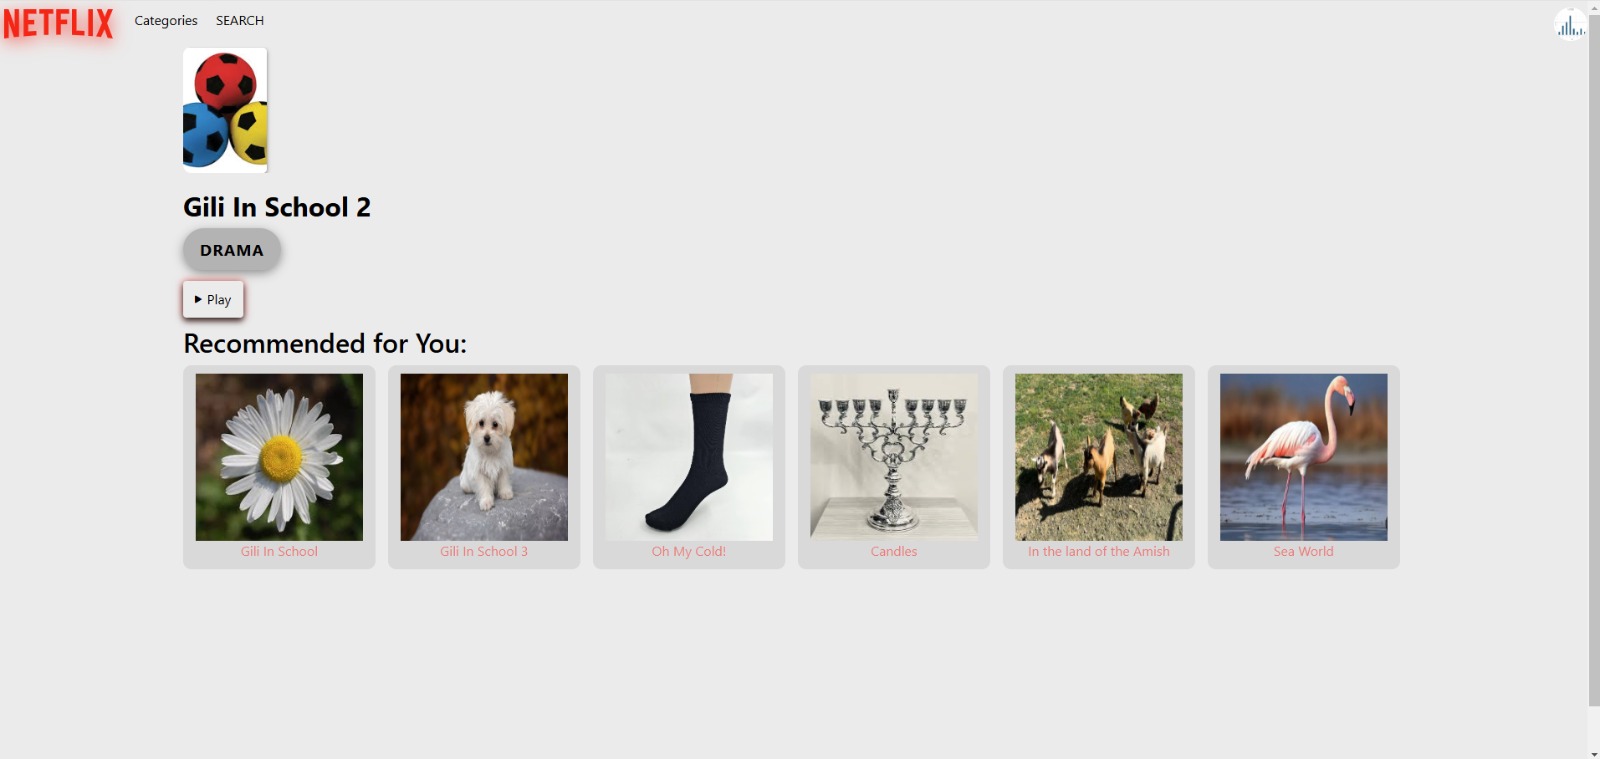 NETFLIX
Categories
SEARCH
Gili In School 2
DRAMA
Play
Recommended for You:
Gili In School
Gili In School 3
Oh My Cold!
Candles
In the land of the Amish
Sea World